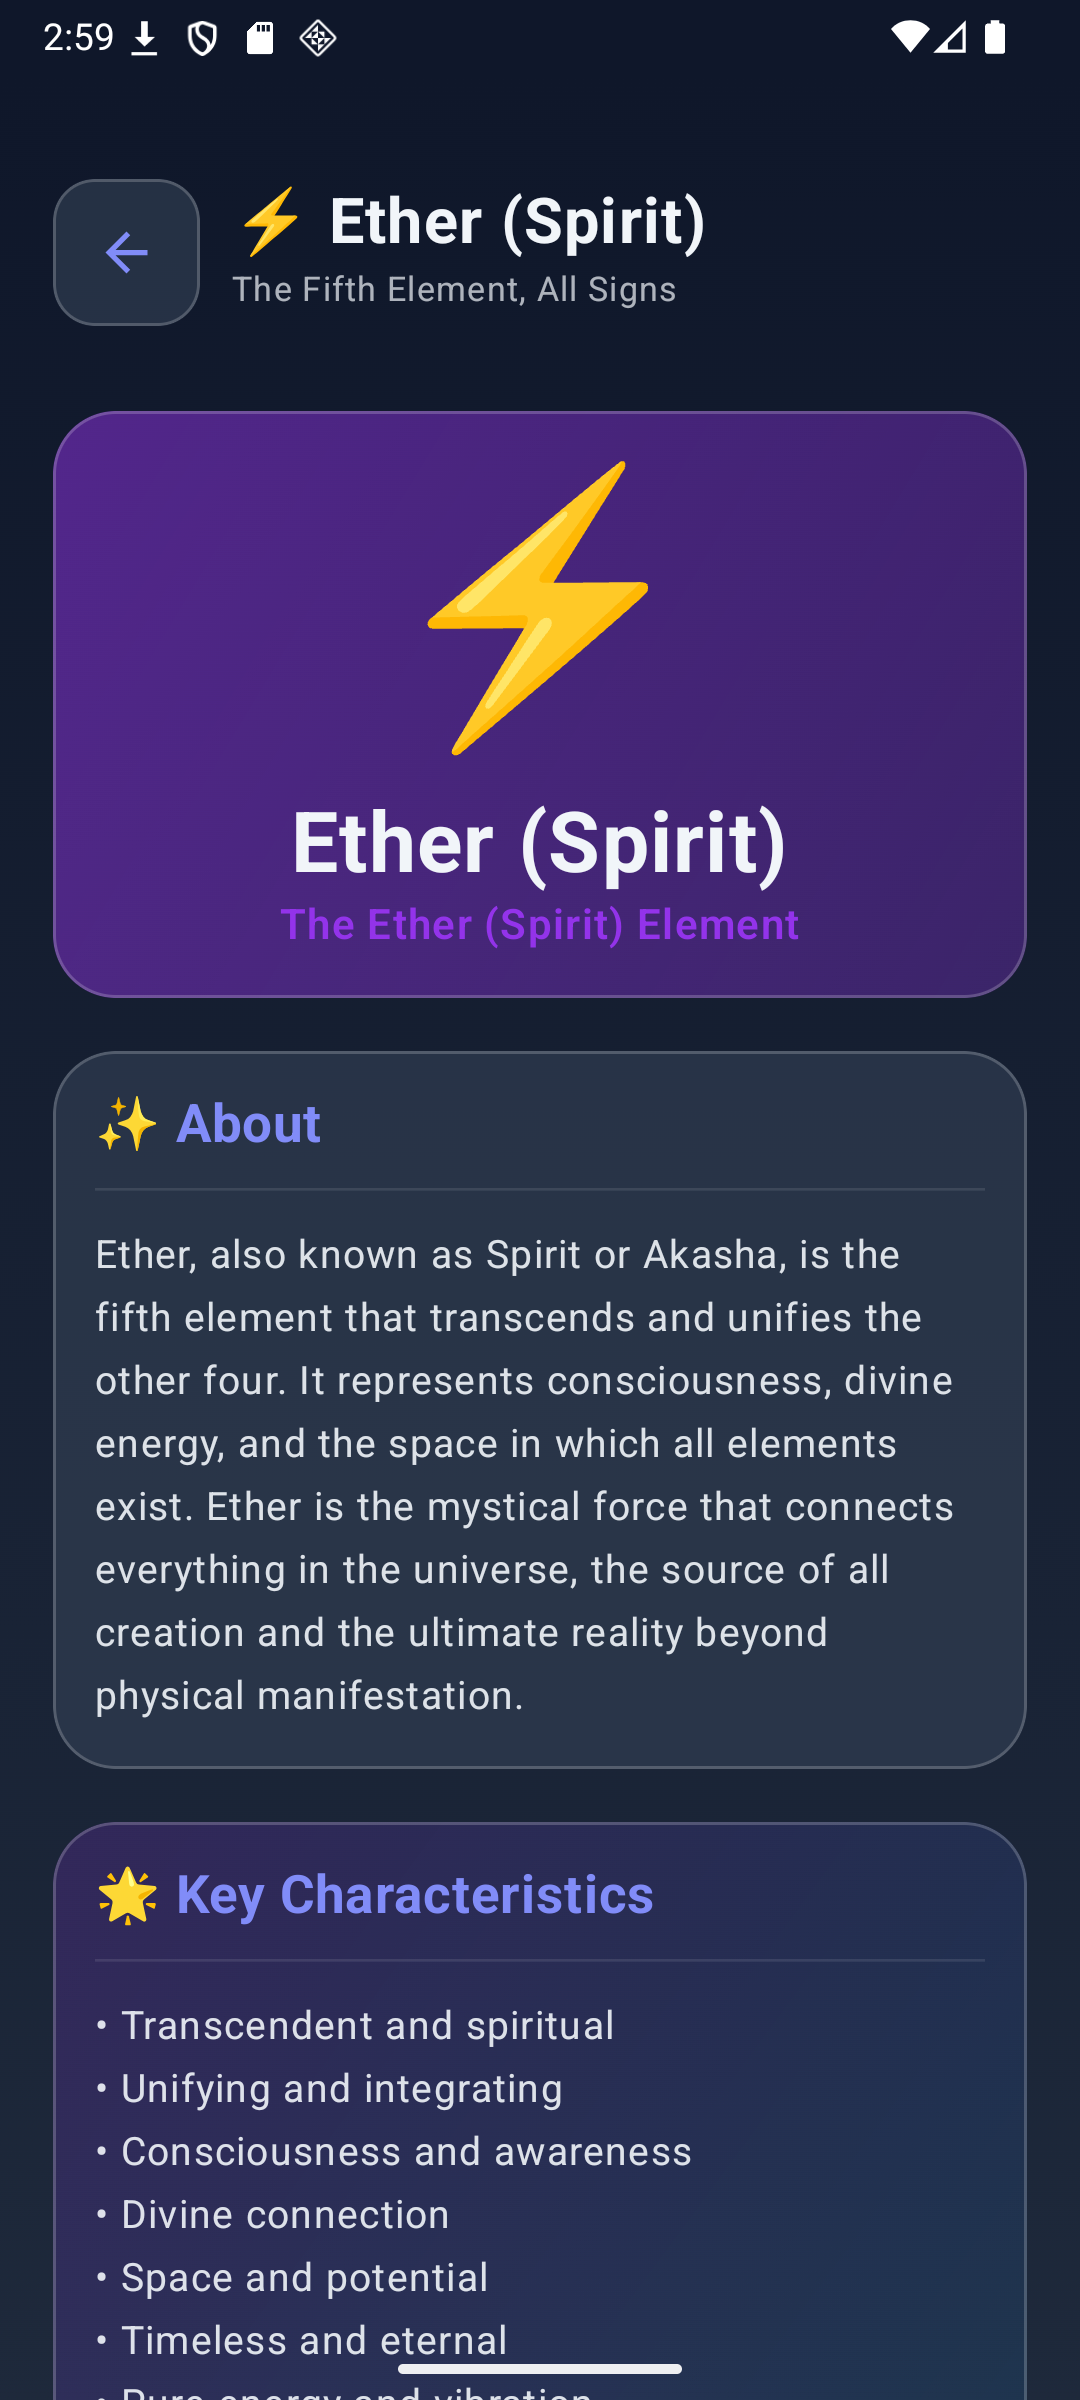 2:59
⚡ Ether (Spirit)
The Fifth Element, All Signs
Ether (Spirit)
The Ether (Spirit) Element
✨ About
Ether, also known as Spirit or Akasha, is the
fifth element that transcends and unifies the
other four. It represents consciousness, divine
energy, and the space in which all elements
exist. Ether is the mystical force that connects
everything in the universe, the source of all
creation and the ultimate reality beyond
physical manifestation.
🌟 Key Characteristics
• Transcendent and spiritual
• Unifying and integrating
• Consciousness and awareness
• Divine connection
• Space and potential
• Timeless and eternal
• Pure energy and vibration